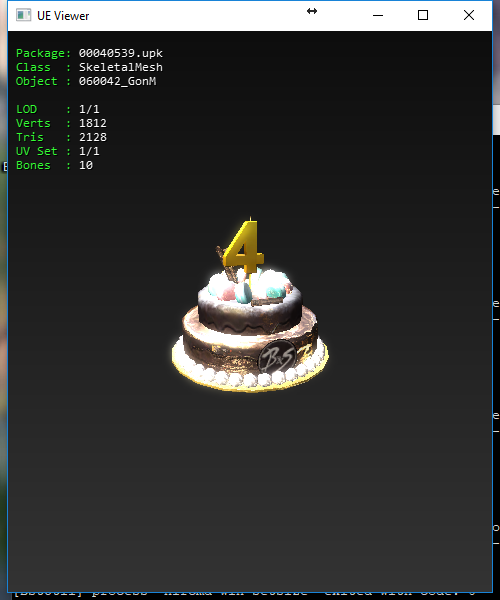 UE Viewer
Package: 00040539.upk
Class : SkeletalMesh
Object : 060042_GonM
LOD : 1/1
Verts : 1812
Tris : 2128
UV Set : 1/1
Bones : 10
4
B&S